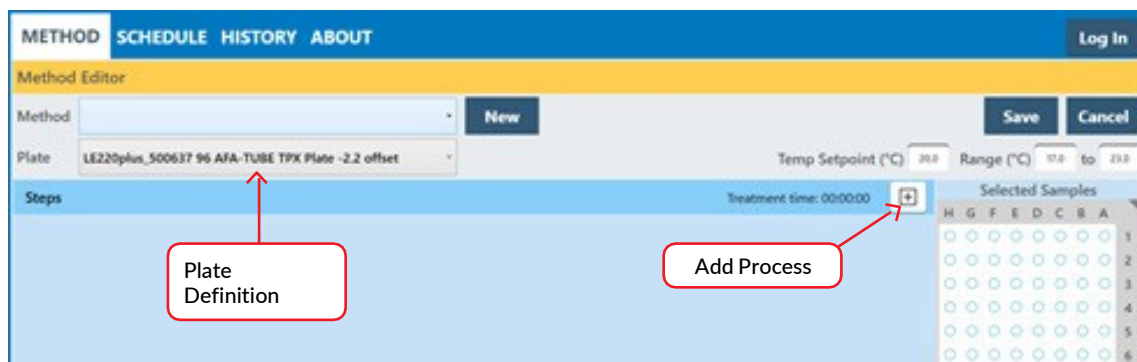 METHOD SCHEDULE HISTORY ABOUT Log In
Method Editor
Method New Save Cancel
Plate LE220plus_500637 96 AFA-TUBE TPX Plate -2.2 offset Temp Setpoint (°C) 20.0 Range (°C) 17.0 to 23.0
Steps Treatment time: 00:00:00 Selected Samples
H G F E D C B A
1
2
3
4
5
6
Plate
Definition
Add Process